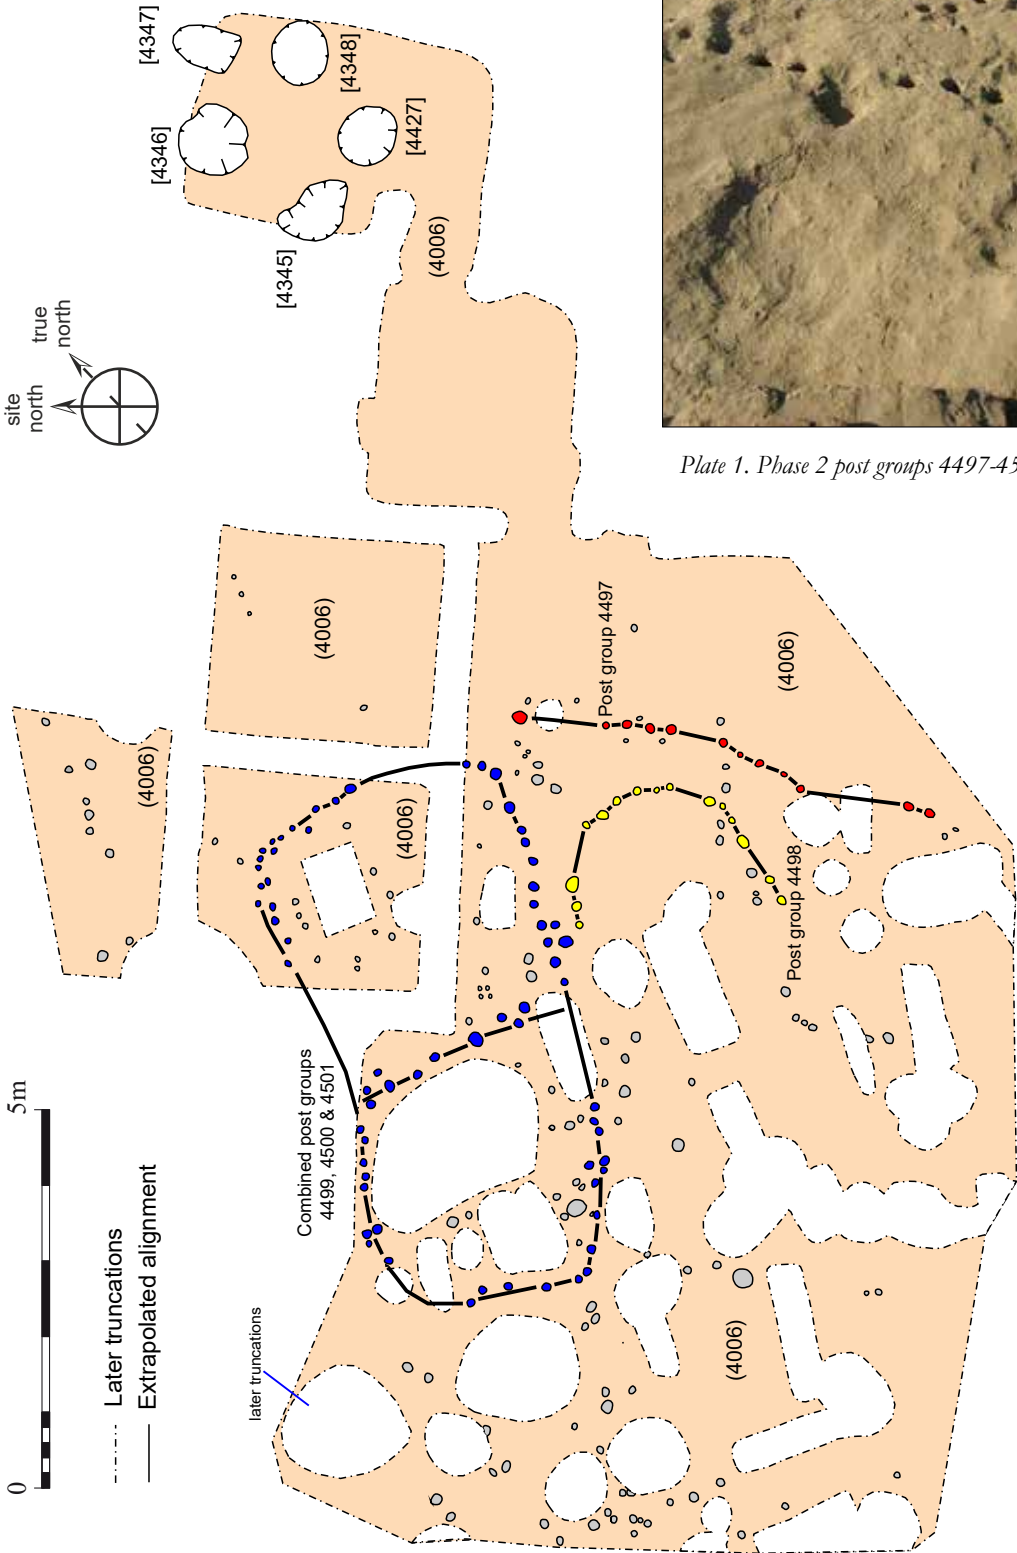 [4347]
[4348]
[4346]
[4427]
[4345]
(4006)
site
north
true
north
Plate 1. Phase 2 post groups 4497-45
(4006)
(4006)
(4006)
Post group 4497
(4006)
Post group 4498
Combined post groups
4499, 4500 & 4501
0
5m
Later truncations
Extrapolated alignment
later truncations
(4006)